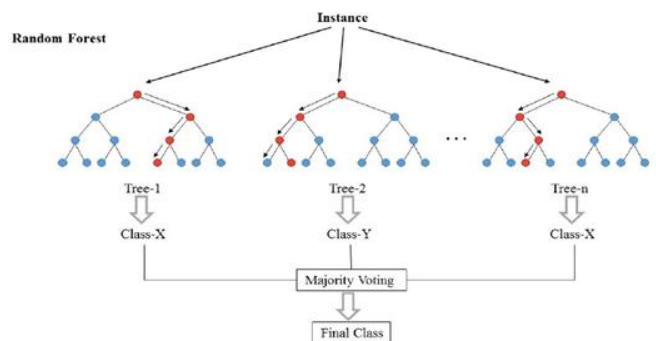 Instance
Random Forest
...
Tree-1 Tree-2 Tree-n
Class-X Class-Y Class-X
Majority Voting
Final Class